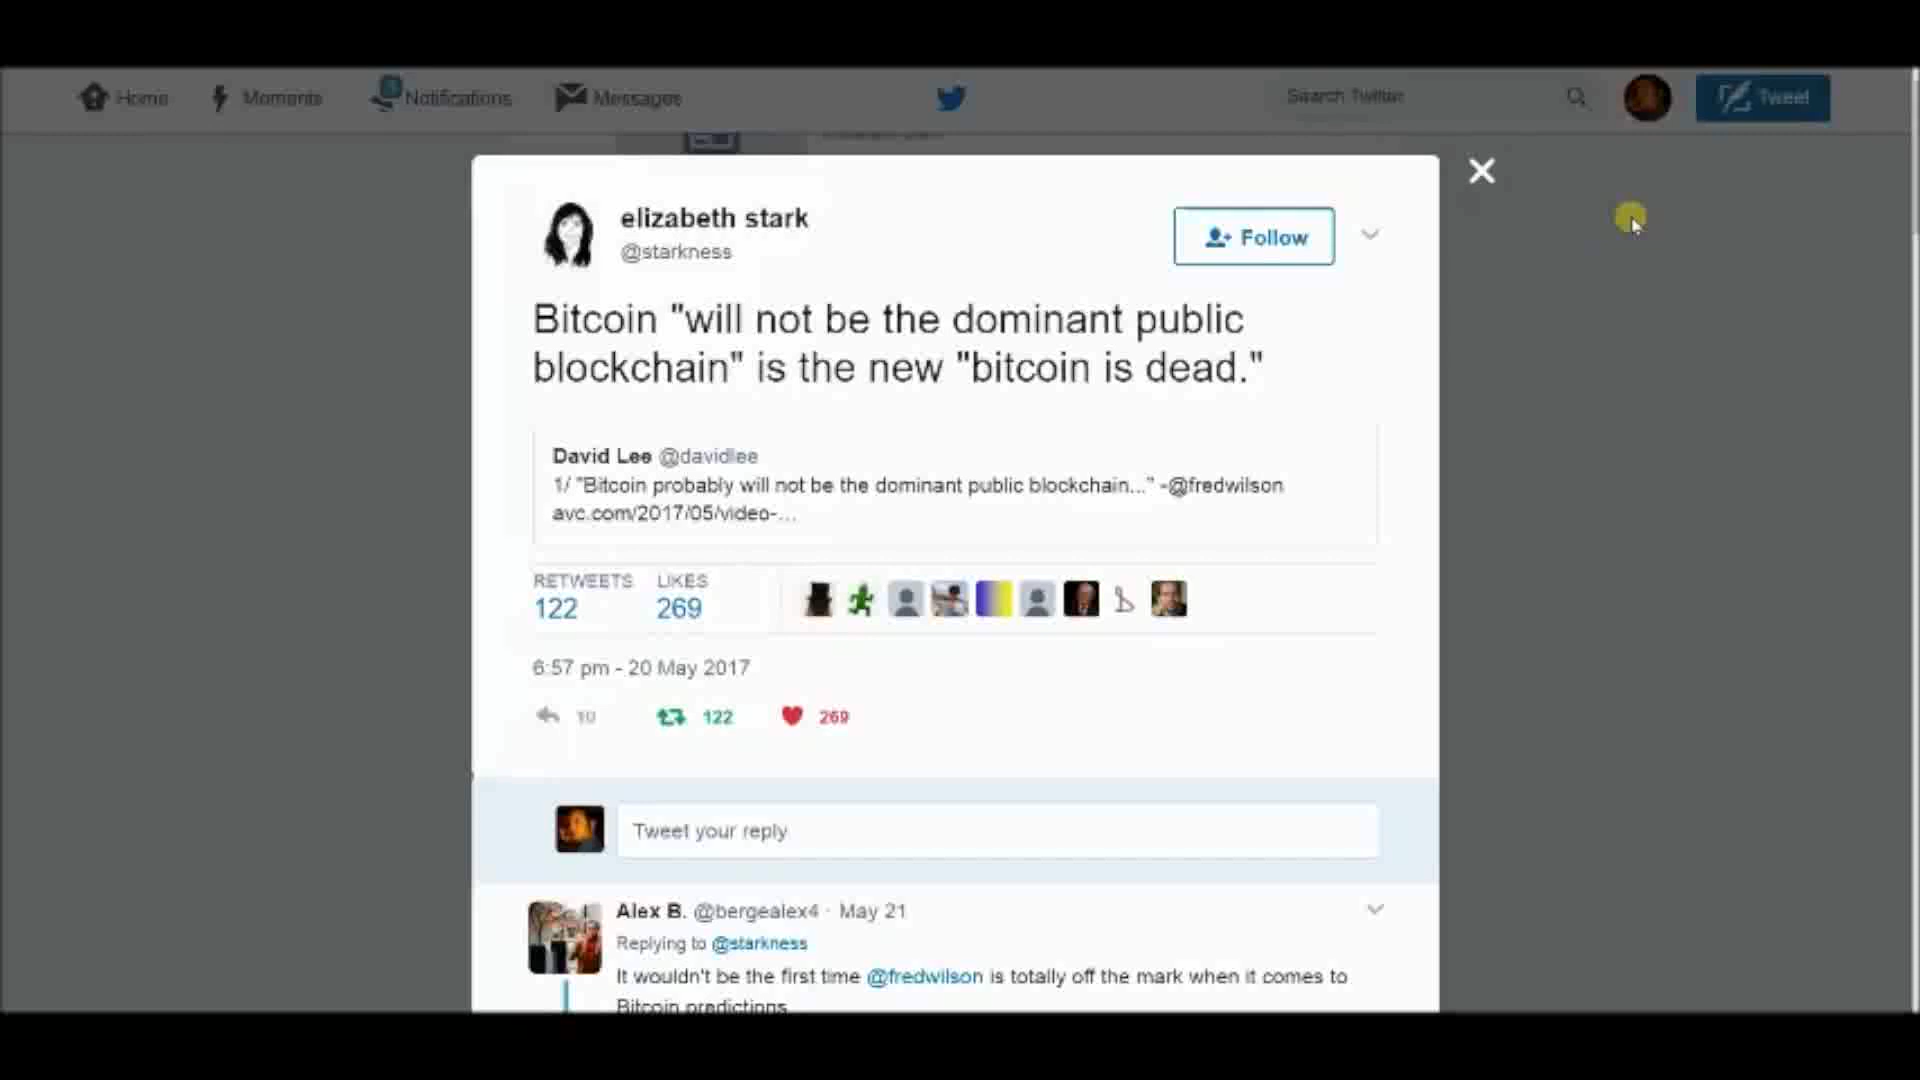 Home Moments Notifications Messages Search Twitter Tweet
elizabeth stark
@starkness
Follow
Bitcoin "will not be the dominant public
blockchain" is the new "bitcoin is dead."
David Lee @davidlee
1/ "Bitcoin probably will not be the dominant public blockchain..." -@fredwilson
avc.com/2017/05/video-...
RETWEETS LIKES
122 269
6:57 pm - 20 May 2017
10 122 269
Tweet your reply
Alex B. @bergealex4 · May 21
Replying to @starkness
It wouldn't be the first time @fredwilson is totally off the mark when it comes to
Bitcoin predictions